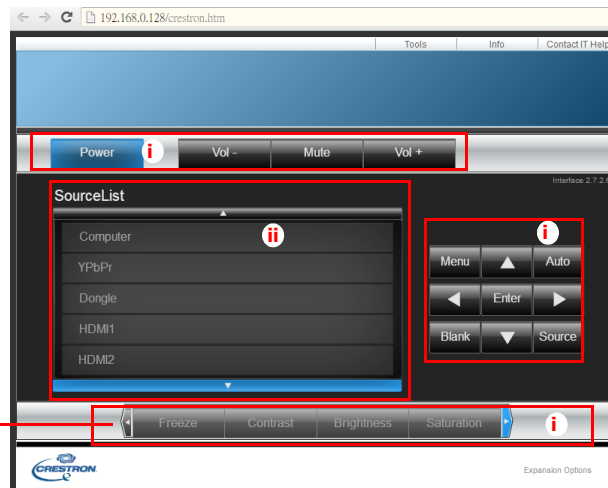 192.168.0.128/crestron.htm
Tools Info Contact IT Help
Power i Vol - Mute Vol +
Interface 2.7.2.
SourceList
ii
i
Computer
YPbPr
Dongle
HDMI1
HDMI2
Menu Auto
Enter
Blank Source
Freeze Contrast Brightness Saturation i
CRESTRON
Expansion Options